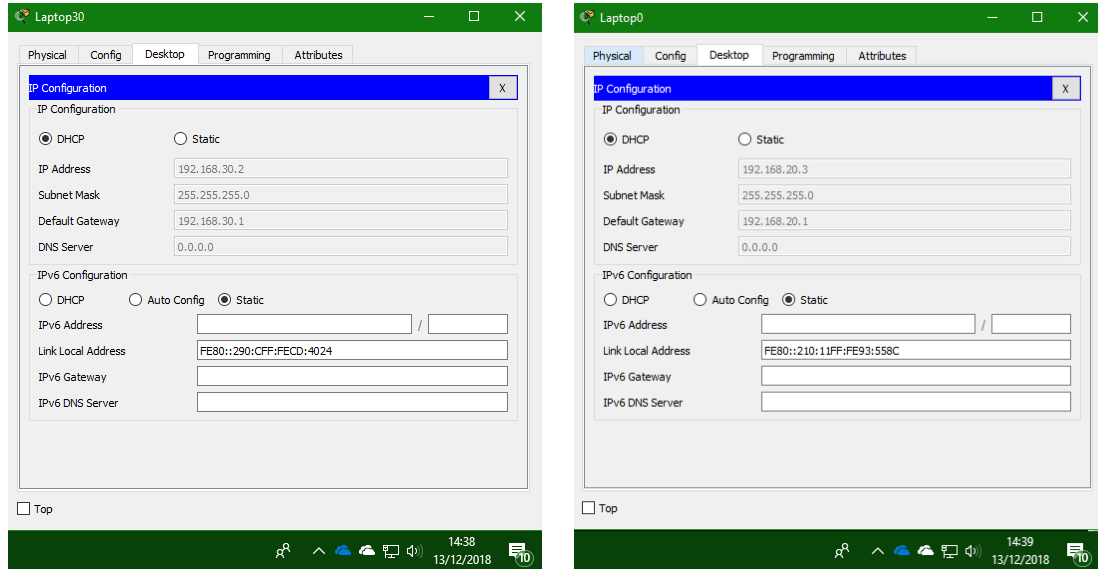 Laptop30
Physical Config Desktop Programming Attributes
IP Configuration X
IP Configuration
DHCP Static
IP Address 192.168.30.2
Subnet Mask 255.255.255.0
Default Gateway 192.168.30.1
DNS Server 0.0.0.0
IPv6 Configuration
DHCP Auto Config Static
IPv6 Address /
Link Local Address FE80::290:CFF:FECD:4024
IPv6 Gateway
IPv6 DNS Server
Top
14:38
13/12/2018
10
Laptop0
Physical Config Desktop Programming Attributes
IP Configuration X
IP Configuration
DHCP Static
IP Address 192.168.20.3
Subnet Mask 255.255.255.0
Default Gateway 192.168.20.1
DNS Server 0.0.0.0
IPv6 Configuration
DHCP Auto Config Static
IPv6 Address /
Link Local Address FE80::210:11FF:FE93:558C
IPv6 Gateway
IPv6 DNS Server
Top
14:39
13/12/2018
10